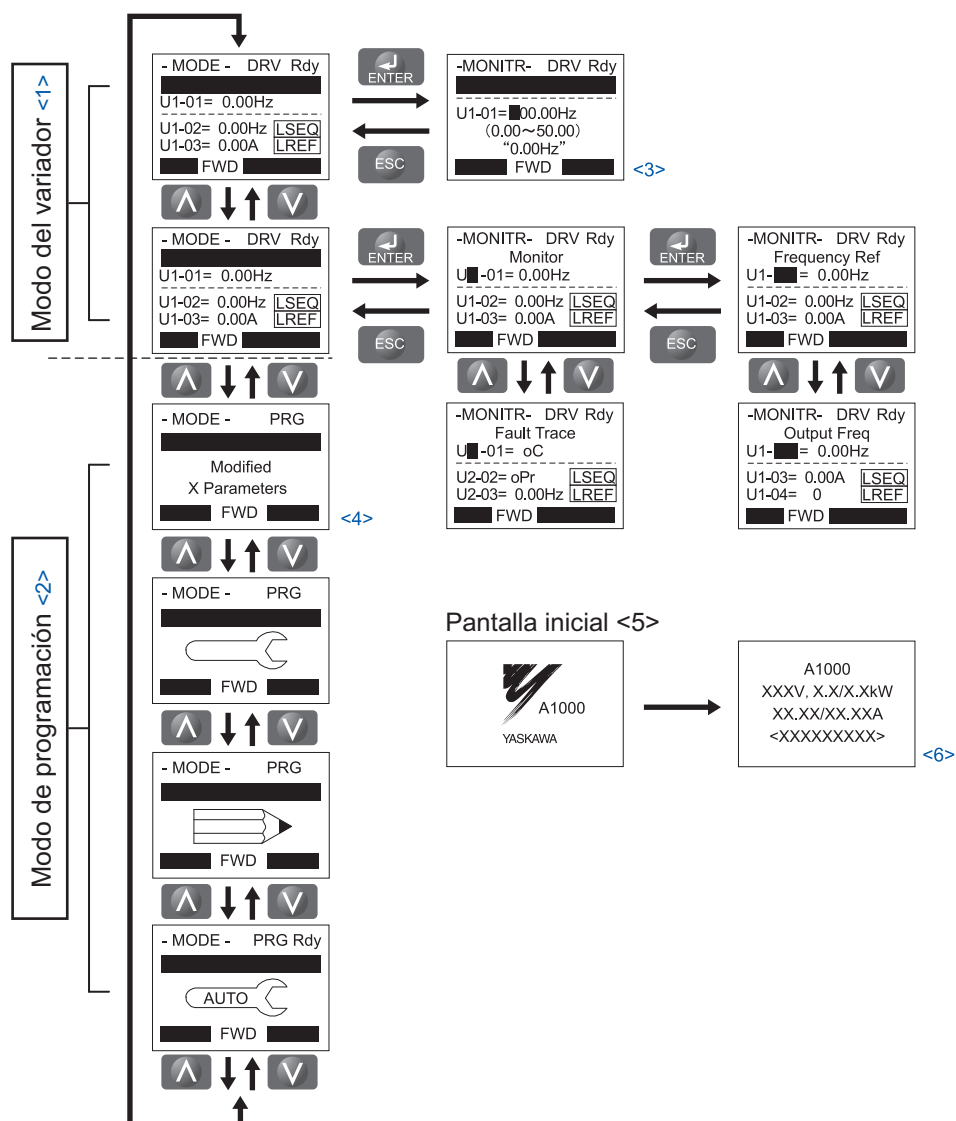 Modo del variador <1>
- MODE - DRV Rdy
U1-01= 0.00Hz
U1-02= 0.00Hz LSEQ
U1-03= 0.00A LREF
FWD
ENTER
ESC
-MONITR- DRV Rdy
U1-01= 00.00Hz
(0.00~50.00)
“0.00Hz”
FWD
<3>
- MODE - DRV Rdy
U1-01= 0.00Hz
U1-02= 0.00Hz LSEQ
U1-03= 0.00A LREF
FWD
ENTER
ESC
-MONITR- DRV Rdy
Monitor
U -01= 0.00Hz
U1-02= 0.00Hz LSEQ
U1-03= 0.00A LREF
FWD
ENTER
ESC
-MONITR- DRV Rdy
Frequency Ref
U1- = 0.00Hz
U1-02= 0.00Hz LSEQ
U1-03= 0.00A LREF
FWD
-MONITR- DRV Rdy
Fault Trace
U -01= oC
U2-02= oPr LSEQ
U2-03= 0.00Hz LREF
FWD
-MONITR- DRV Rdy
Output Freq
U1- = 0.00Hz
U1-03= 0.00A LSEQ
U1-04= 0 LREF
FWD
Modo de programación <2>
- MODE - PRG
Modified
X Parameters
FWD
<4>
- MODE - PRG
FWD
- MODE - PRG
FWD
- MODE - PRG Rdy
AUTO
FWD
Pantalla inicial <5>
A1000
YASKAWA
A1000
XXXV, X.X/X.XkW
XX.XX/XX.XXA
<XXXXXXXXX>
<6>